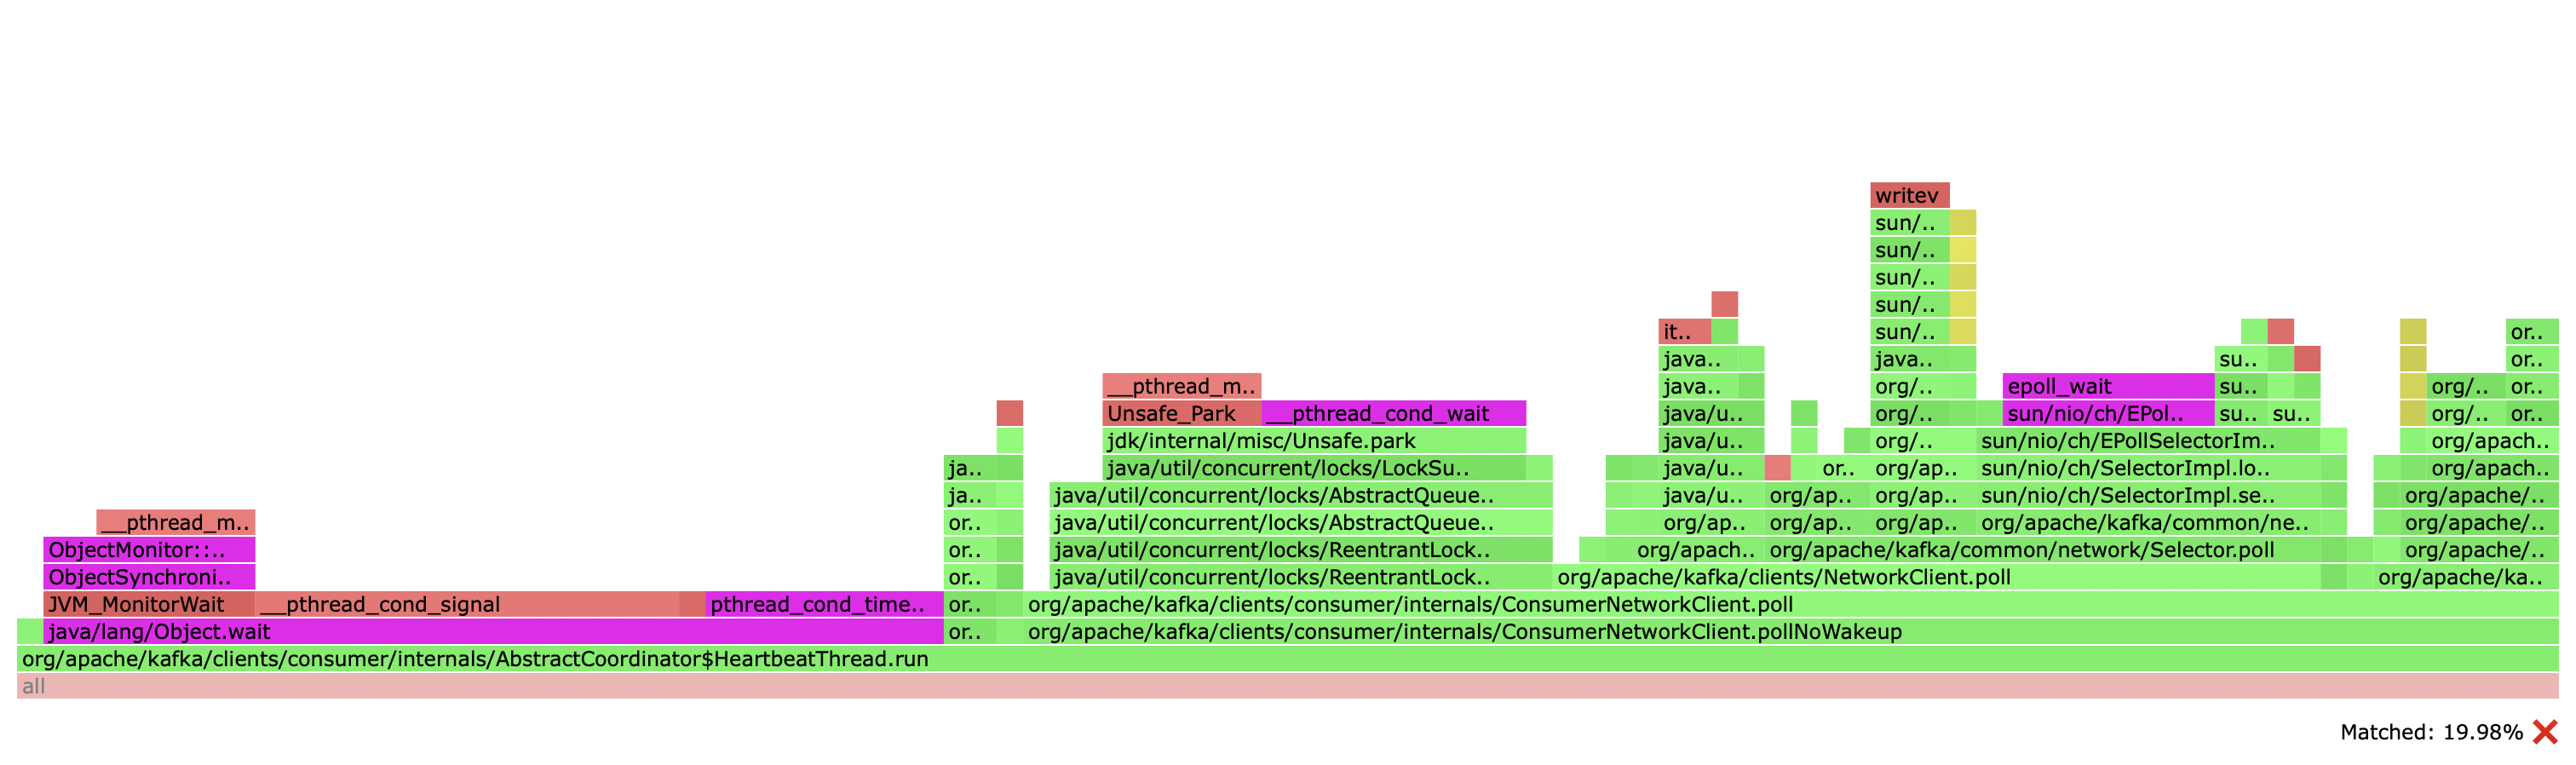 writev
sun/..
sun/..
sun/..
sun/..
it.. sun/.. or..
java.. java.. su.. or..
__pthread_m.. java.. org/.. epoll_wait su.. org/.. or..
Unsafe_Park __pthread_cond_wait java/u.. org/.. sun/nio/ch/EPol.. su.. su.. org/.. or..
jdk/internal/misc/Unsafe.park java/u.. org/.. sun/nio/ch/EPollSelectorIm.. org/apach..
ja.. java/util/concurrent/locks/LockSu.. java/u.. or.. org/ap.. sun/nio/ch/SelectorImpl.lo.. org/apach..
ja.. java/util/concurrent/locks/AbstractQueue.. java/u.. org/ap.. org/ap.. sun/nio/ch/SelectorImpl.se.. org/apache/..
__pthread_m.. or.. java/util/concurrent/locks/AbstractQueue.. org/ap.. org/ap.. org/ap.. org/apache/kafka/common/ne.. org/apache/..
ObjectMonitor::.. or.. java/util/concurrent/locks/ReentrantLock.. org/apach.. org/apache/kafka/common/network/Selector.poll org/apache/..
ObjectSynchroni.. or.. java/util/concurrent/locks/ReentrantLock.. org/apache/kafka/clients/NetworkClient.poll org/apache/ka..
JVM_MonitorWait __pthread_cond_signal pthread_cond_time.. or.. org/apache/kafka/clients/consumer/internals/ConsumerNetworkClient.poll
java/lang/Object.wait or.. org/apache/kafka/clients/consumer/internals/ConsumerNetworkClient.pollNoWakeup
org/apache/kafka/clients/consumer/internals/AbstractCoordinator$HeartbeatThread.run
all
Matched: 19.98%